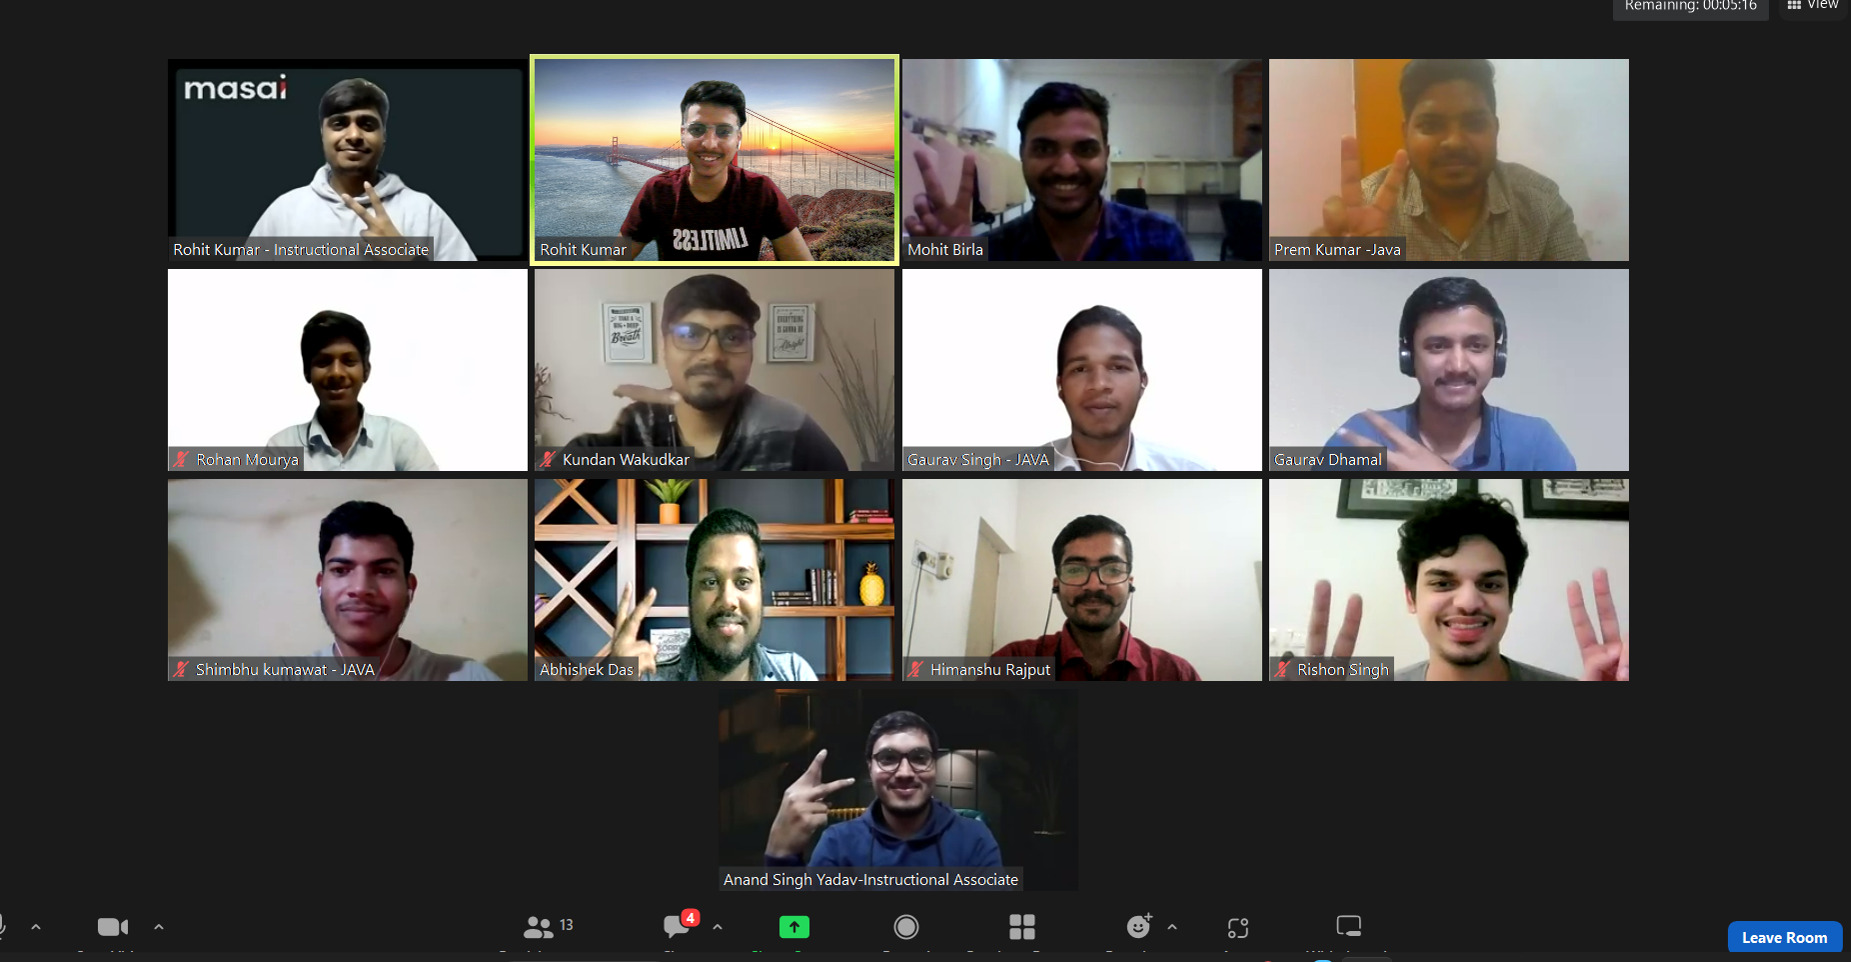 Remaining: 00:05:16
View
masai
Rohit Kumar - Instructional Associate
LIMITLESS
Rohit Kumar
Mohit Birla
Prem Kumar -Java
Breath
Alright
Rohan Mourya
Kundan Wakudkar
Gaurav Singh - JAVA
Gaurav Dhamal
Shimbhu kumawat - JAVA
Abhishek Das
Himanshu Rajput
Rishon Singh
Anand Singh Yadav-Instructional Associate
13
4
Leave Room